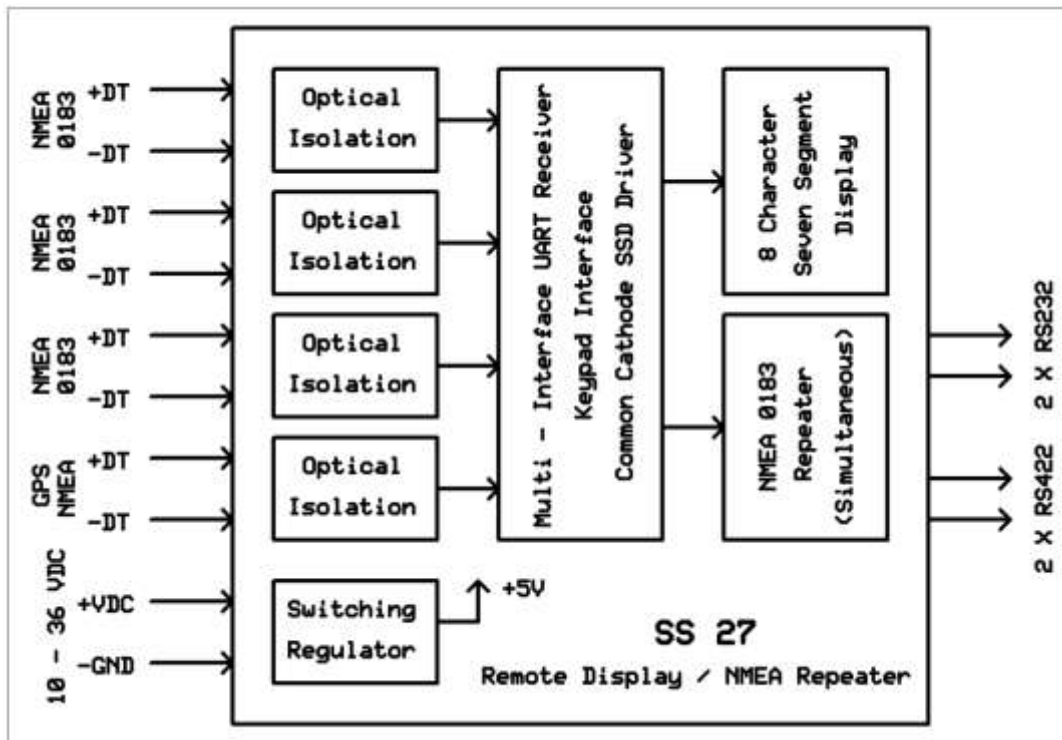 NMEA
0183
+DT
-DT
NMEA
0183
+DT
-DT
NMEA
0183
+DT
-DT
GPS
NMEA
+DT
-DT
10 - 36 VDC
+VDC
-GND
Optical
Isolation
Optical
Isolation
Optical
Isolation
Optical
Isolation
Switching
Regulator
+5V
Multi - Interface UART Receiver
Keypad Interface
Common Cathode SSD Driver
8 Character
Seven Segment
Display
NMEA 0183
Repeater
(Simultaneous)
2 X RS232
2 X RS422
SS 27
Remote Display / NMEA Repeater